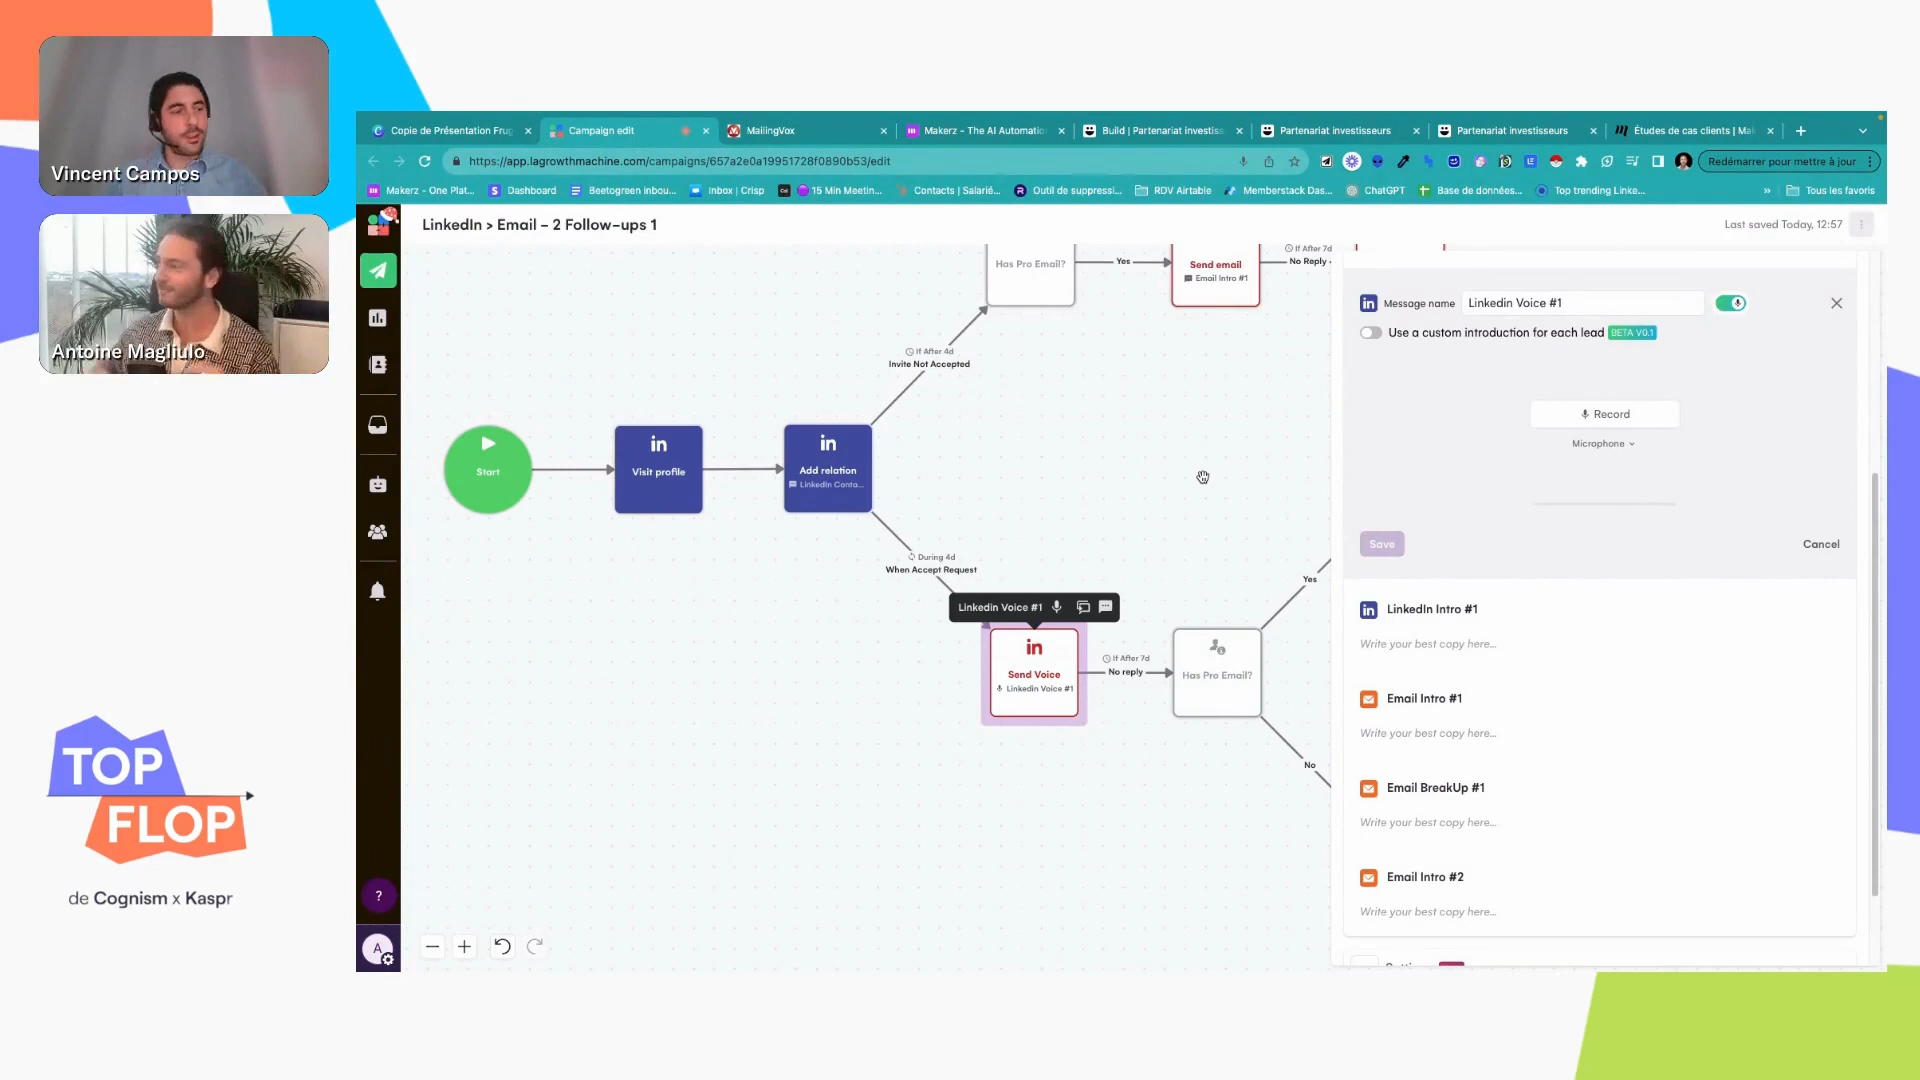 Vincent Campos
Antoine Magliulo
TOP
FLOP
de Cognism x Kaspr
Copie de Présentation Frug
Campaign edit
MailingVox
Makerz - The AI Automatio
Build | Partenariat investiss
Partenariat investisseurs
Partenariat investisseurs
Études de cas clients | Mak
https://app.lagrowthmachine.com/campaigns/657a2e0a19951728f0890b53/edit
Redémarrer pour mettre à jour
Makerz - One Plat...
Dashboard
Beetogreen inbou...
Inbox | Crisp
15 Min Meetin...
Contacts | Salarié...
Outil de suppressi...
RDV Airtable
Memberstack Das...
ChatGPT
Base de données...
Top trending Linke...
»
Tous les favoris
LinkedIn > Email - 2 Follow-ups 1
Last saved Today, 12:57
Has Pro Email?
Yes
Send email
Email Intro #1
If After 7d
No Reply
If After 4d
Invite Not Accepted
Start
in
Visit profile
in
Add relation
LinkedIn Conta...
During 4d
When Accept Request
Linkedin Voice #1
in
Send Voice
Linkedin Voice #1
If After 7d
No reply
Has Pro Email?
Yes
No
?
A
in
Message name
Linkedin Voice #1
Use a custom introduction for each lead
BETA V0.1
Record
Microphone
Save
Cancel
in
LinkedIn Intro #1
Write your best copy here...
Email Intro #1
Write your best copy here...
Email BreakUp #1
Write your best copy here...
Email Intro #2
Write your best copy here...